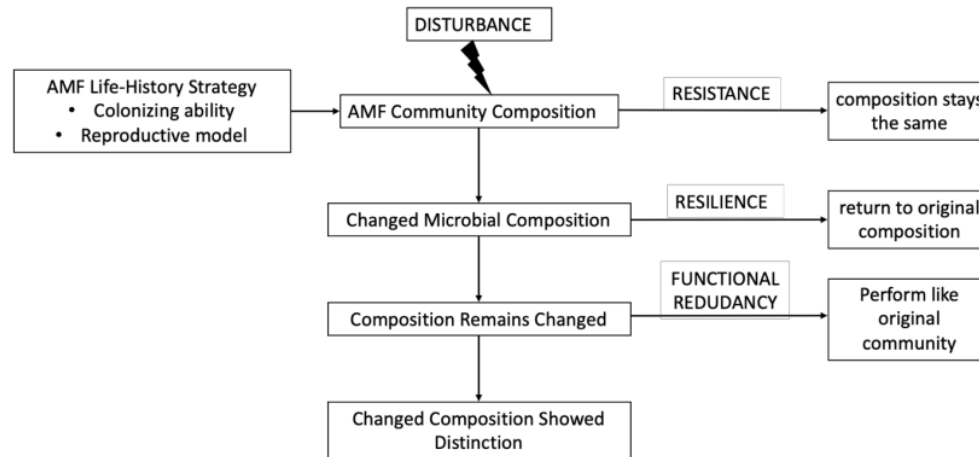 DISTURBANCE
AMF Life-History Strategy
• Colonizing ability
• Reproductive model
AMF Community Composition
RESISTANCE
composition stays
the same
Changed Microbial Composition
RESILIENCE
return to original
composition
Composition Remains Changed
FUNCTIONAL
REDUDANCY
Perform like
original
community
Changed Composition Showed
Distinction